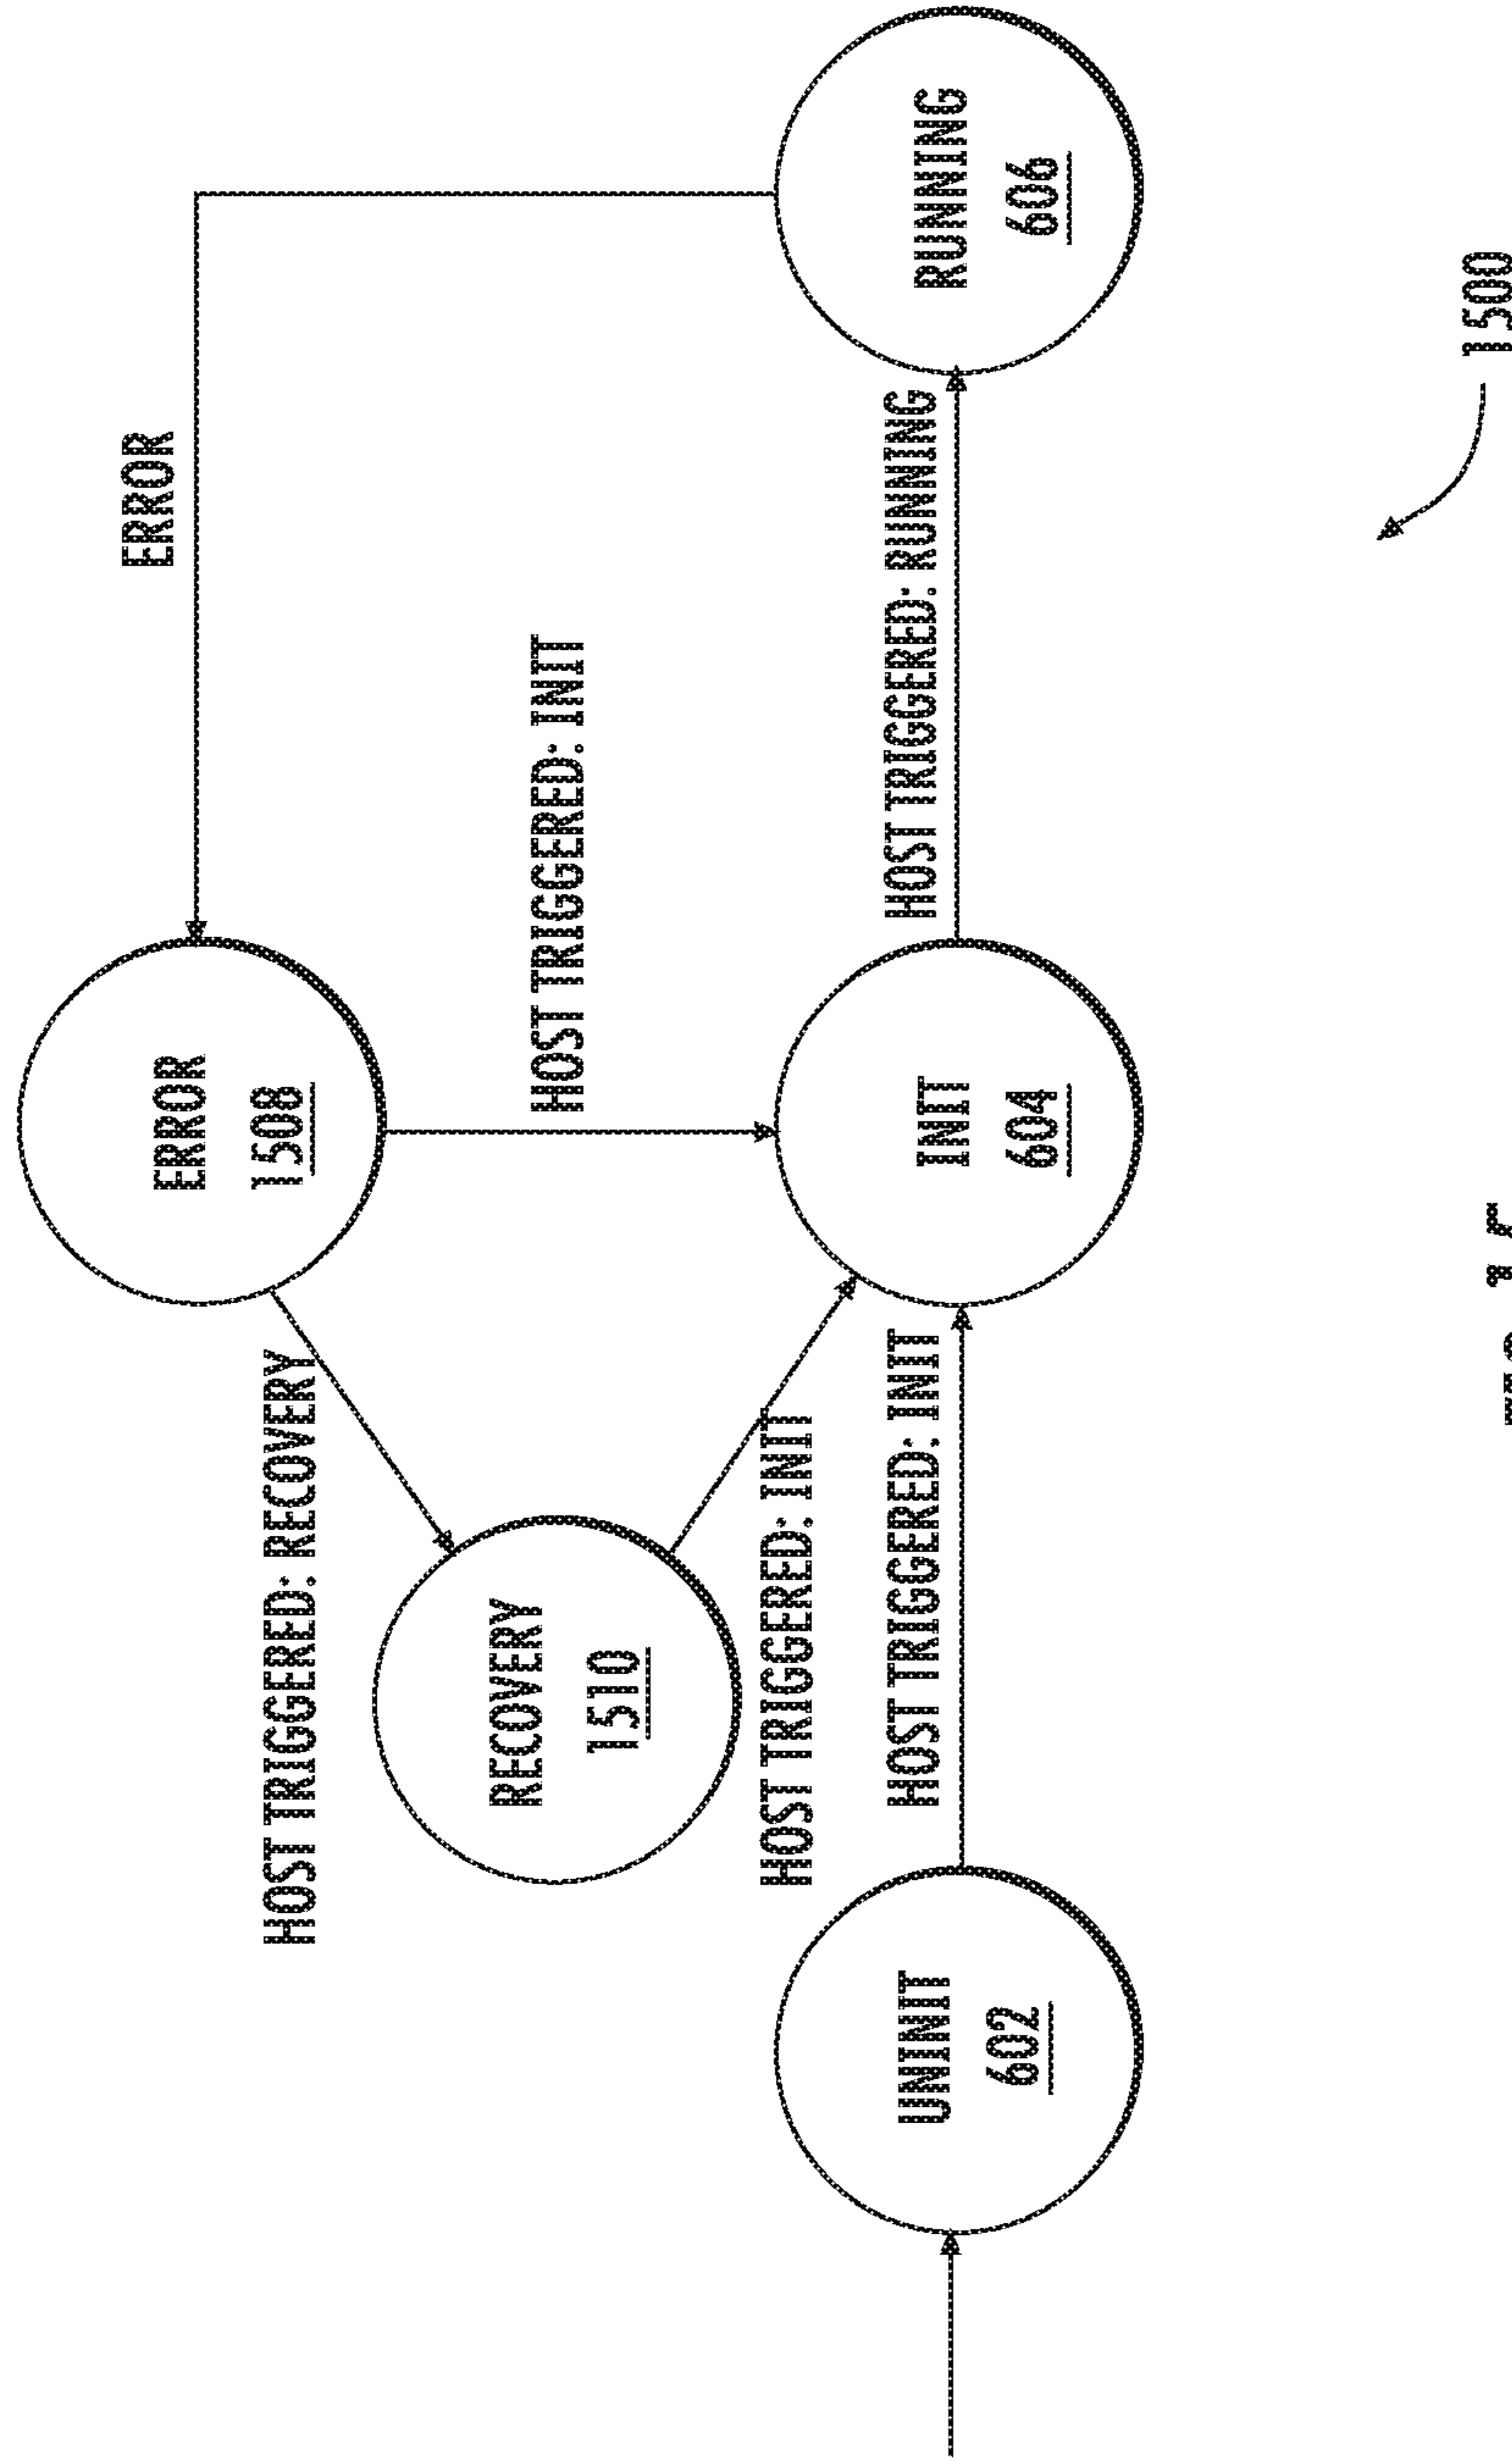 ERROR
ERROR
1508
HOST TRIGGERED: RECOVERY
HOST TRIGGERED: INIT
RECOVERY
1510
HOST TRIGGERED: INIT
HOST TRIGGERED: INIT
HOST TRIGGERED: RUNNING
UNINIT
602
INIT
604
RUNNING
606
1500